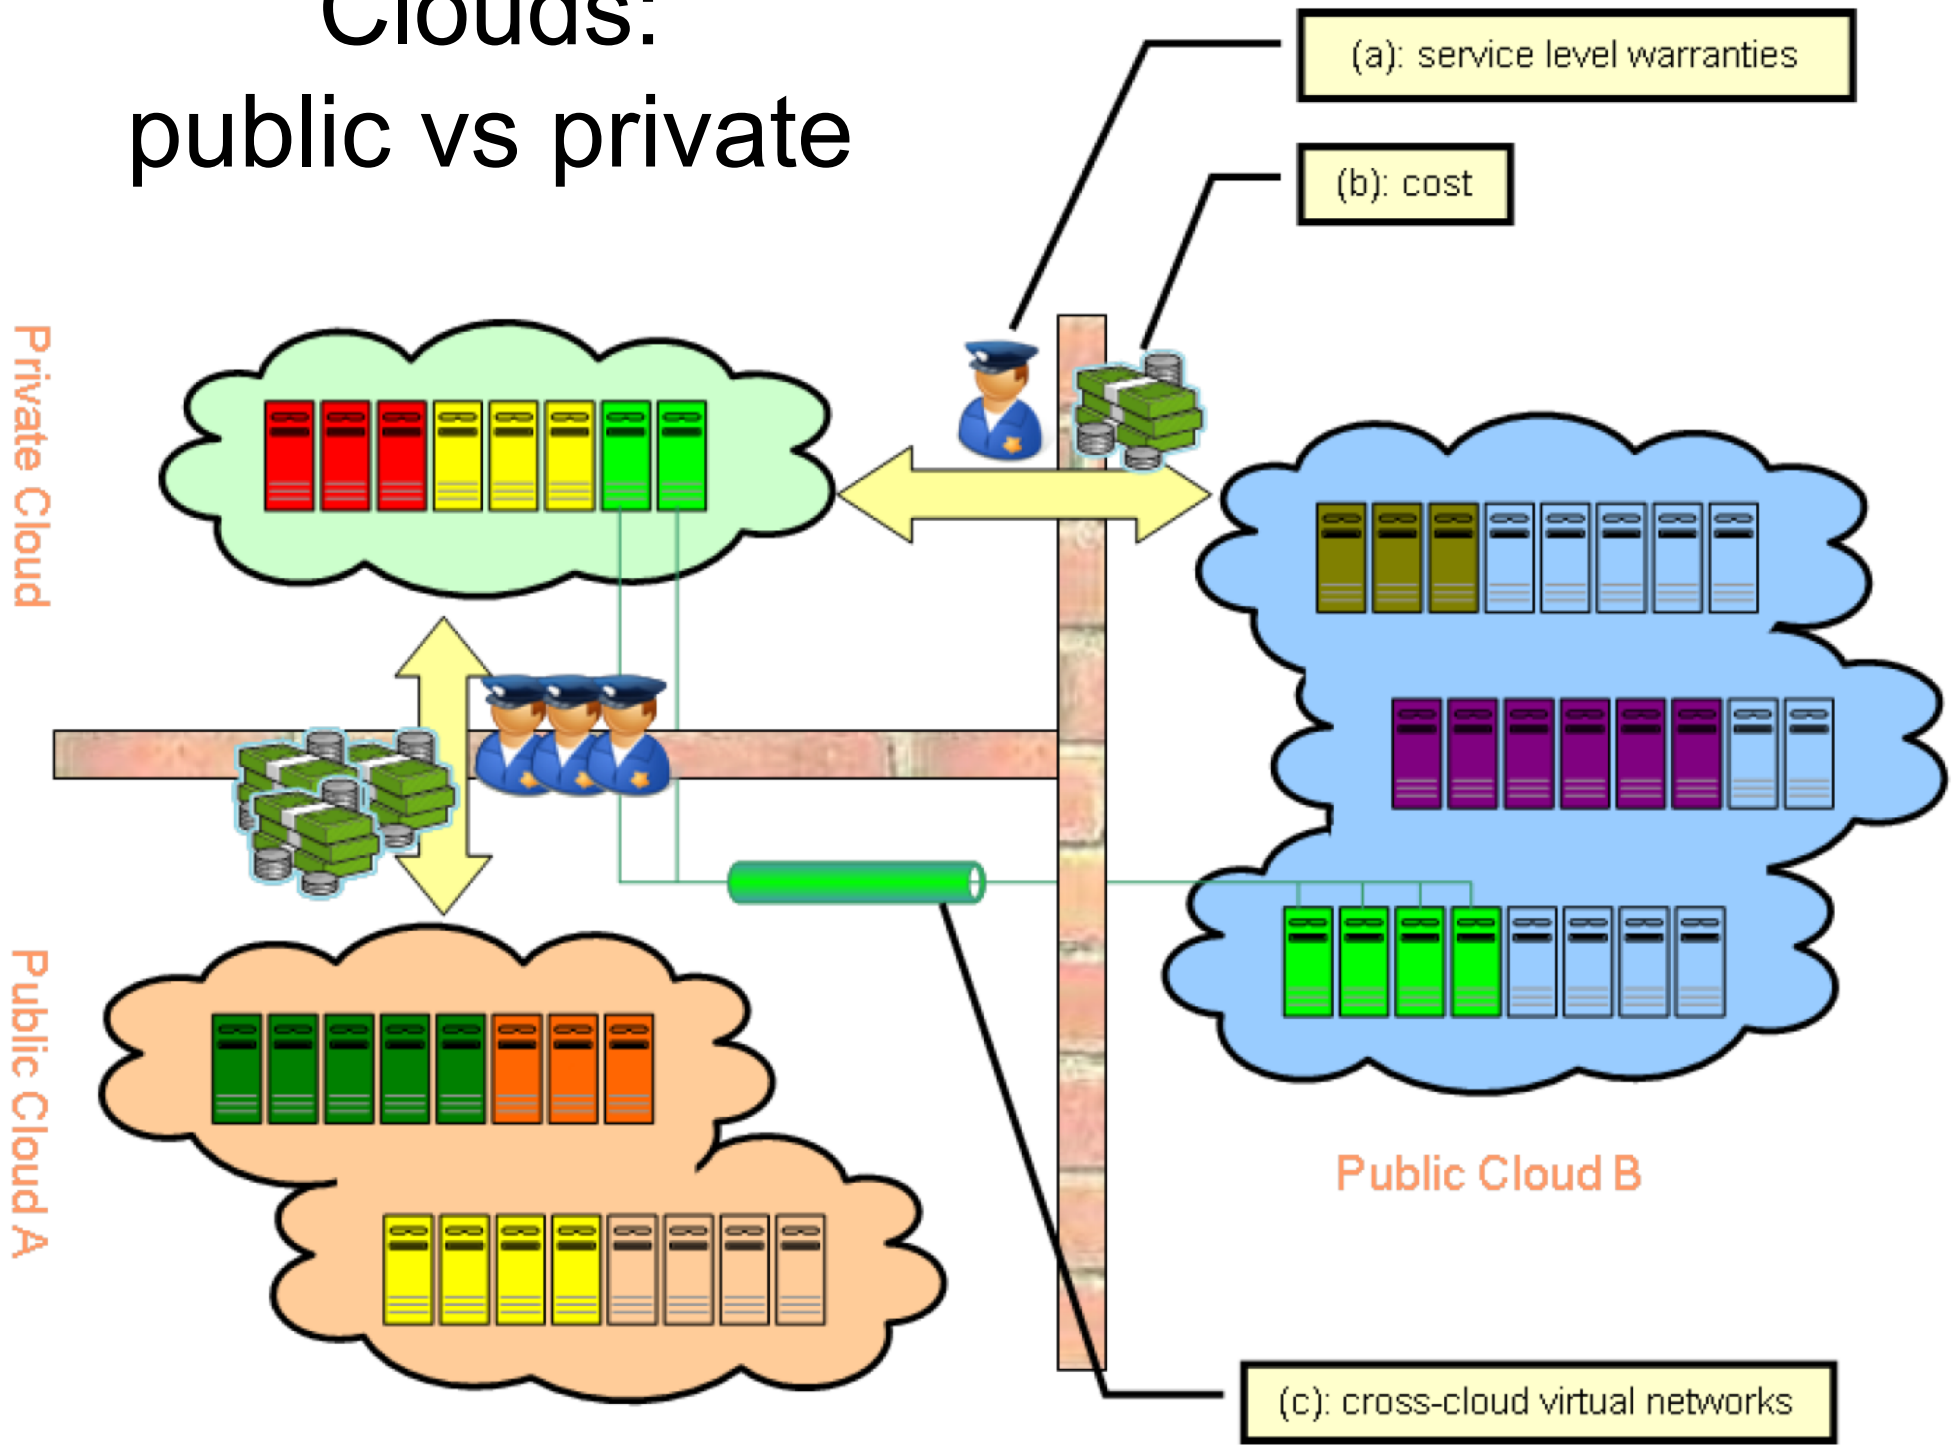 Clouds:
public vs private
(a): service level warranties
(b): cost
Private Cloud
Public Cloud A
Public Cloud B
(c): cross-cloud virtual networks